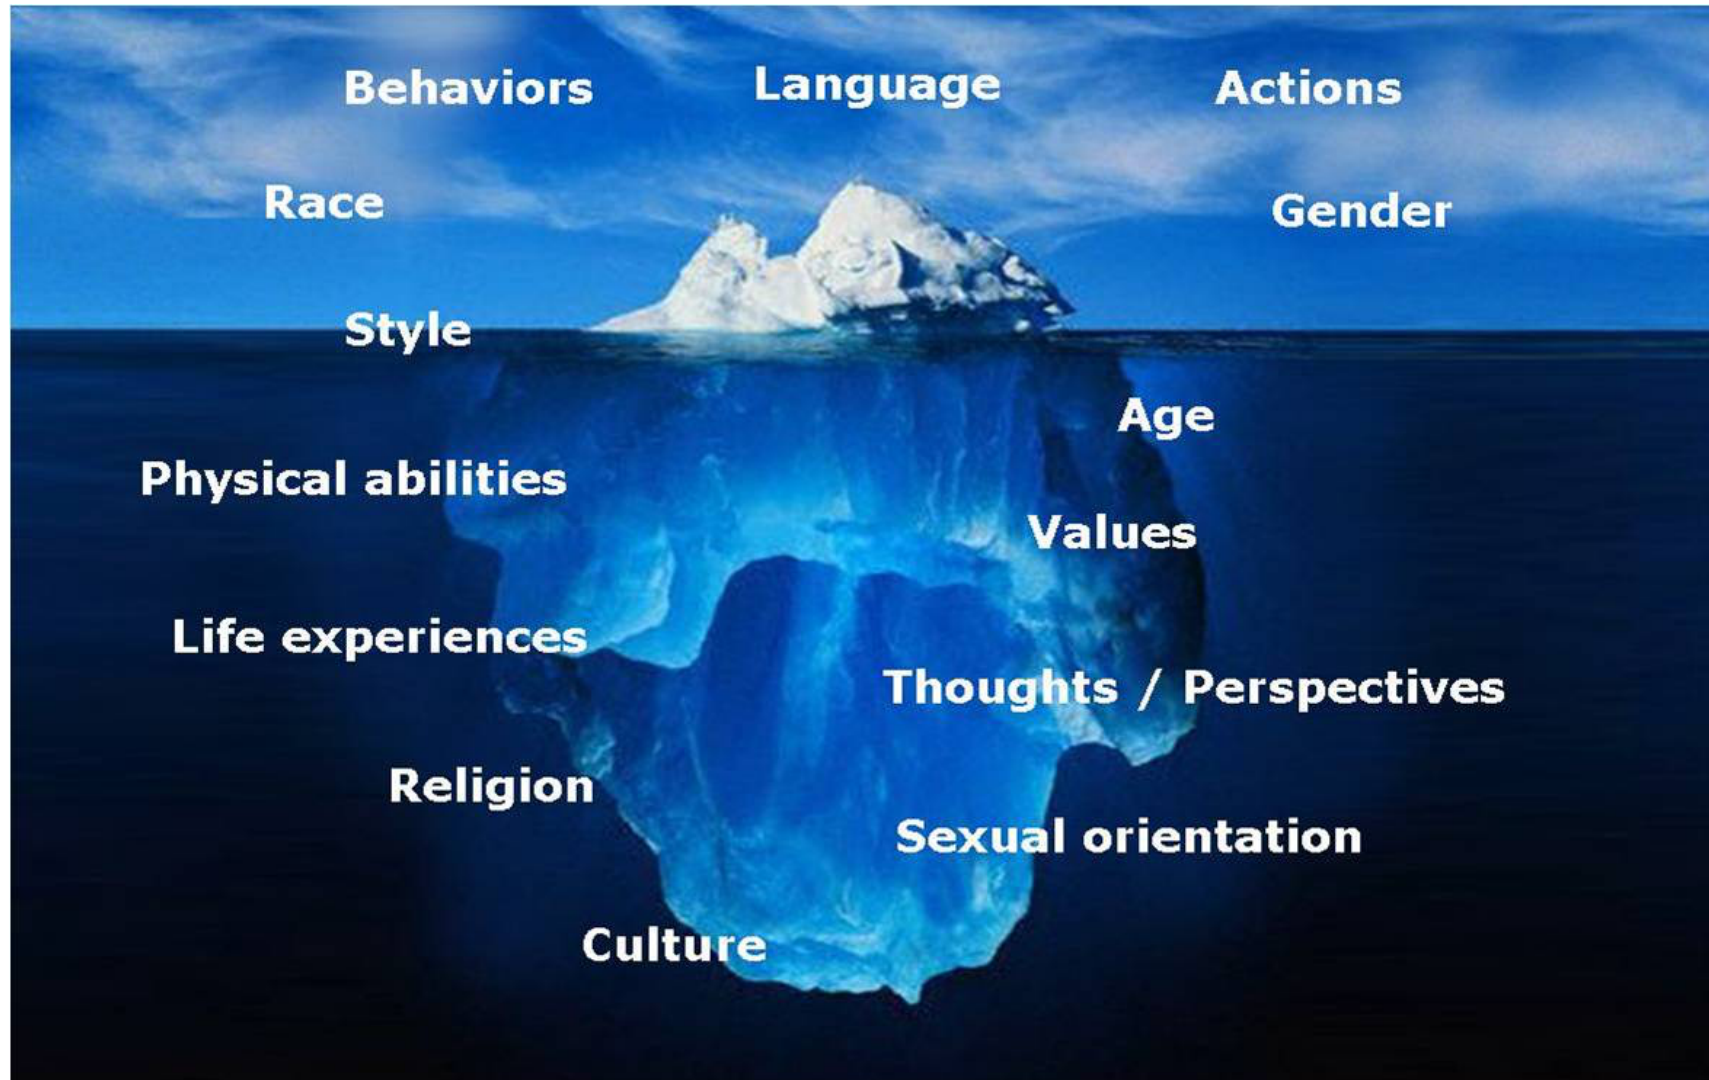 Behaviors
Language
Actions
Race
Gender
Style
Age
Physical abilities
Values
Life experiences
Thoughts / Perspectives
Religion
Sexual orientation
Culture